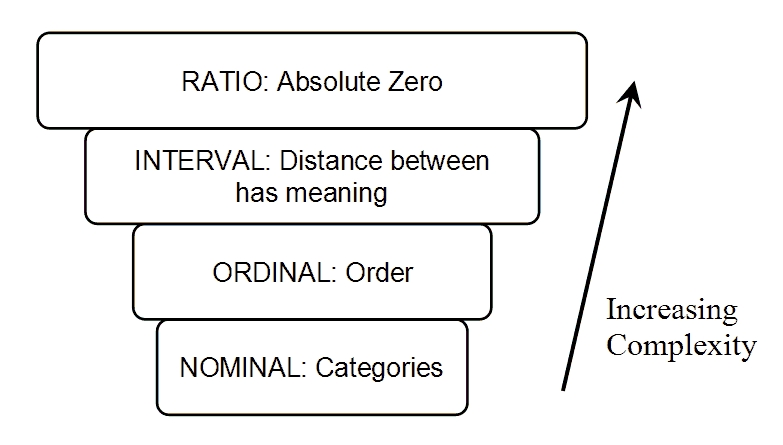 RATIO: Absolute Zero
INTERVAL: Distance between
has meaning
ORDINAL: Order
NOMINAL: Categories
Increasing
Complexity